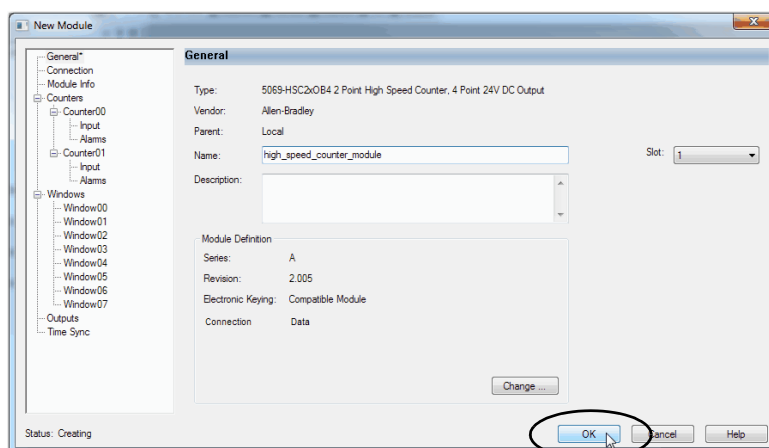 New Module
General*
Connection
Module Info
Counters
Counter00
Input
Alarms
Counter01
Input
Alarms
Windows
Window00
Window01
Window02
Window03
Window04
Window05
Window06
Window07
Outputs
Time Sync
General
Type: 5069-HSC2xOB4 2 Point High Speed Counter, 4 Point 24V DC Output
Vendor: Allen-Bradley
Parent: Local
Name: high_speed_counter_module Slot: 1
Description:
Module Definition
Series: A
Revision: 2.005
Electronic Keying: Compatible Module
Connection Data
Change ...
Status: Creating OK Cancel Help